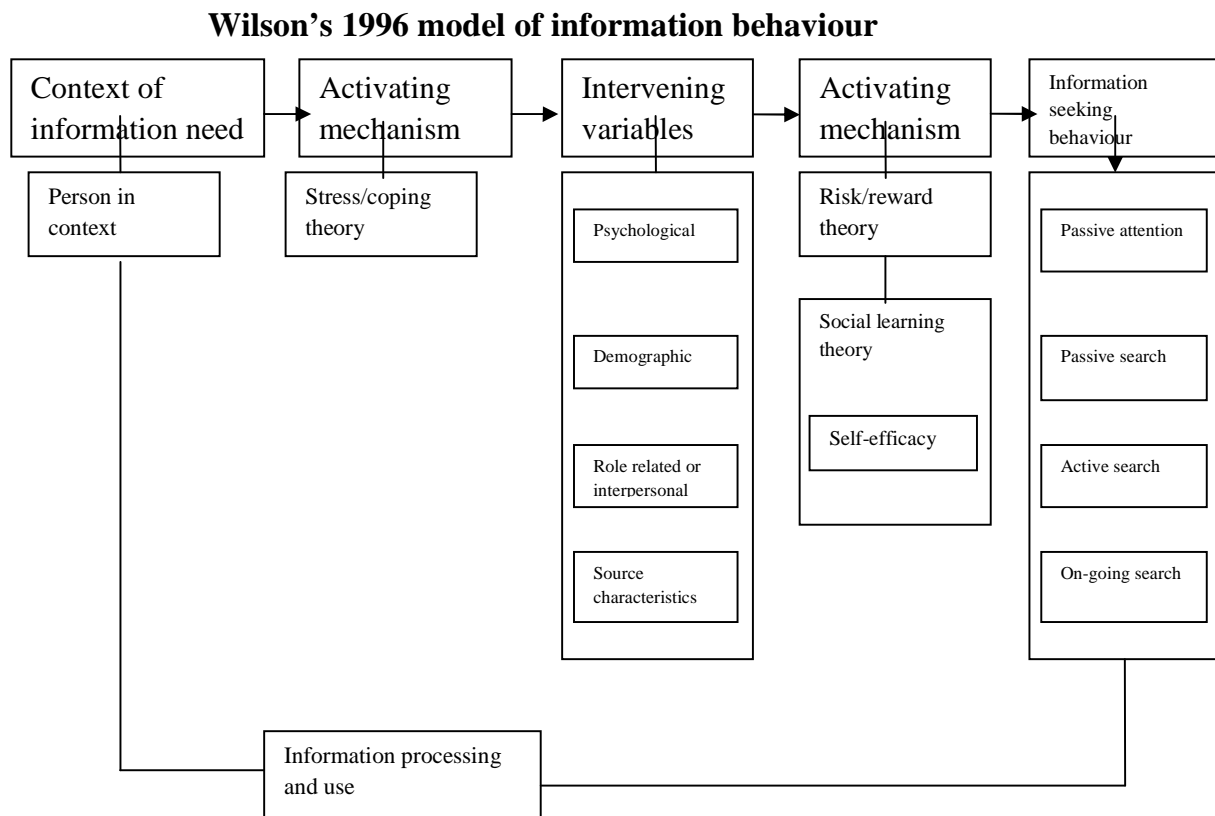 Wilson’s 1996 model of information behaviour
Context of
information need
Activating
mechanism
Intervening
variables
Activating
mechanism
Information
seeking
behaviour
Person in
context
Stress/coping
theory
Psychological
Demographic
Role related or
interpersonal
Source
characteristics
Risk/reward
theory
Social learning
theory
Self-efficacy
Passive attention
Passive search
Active search
On-going search
Information processing
and use